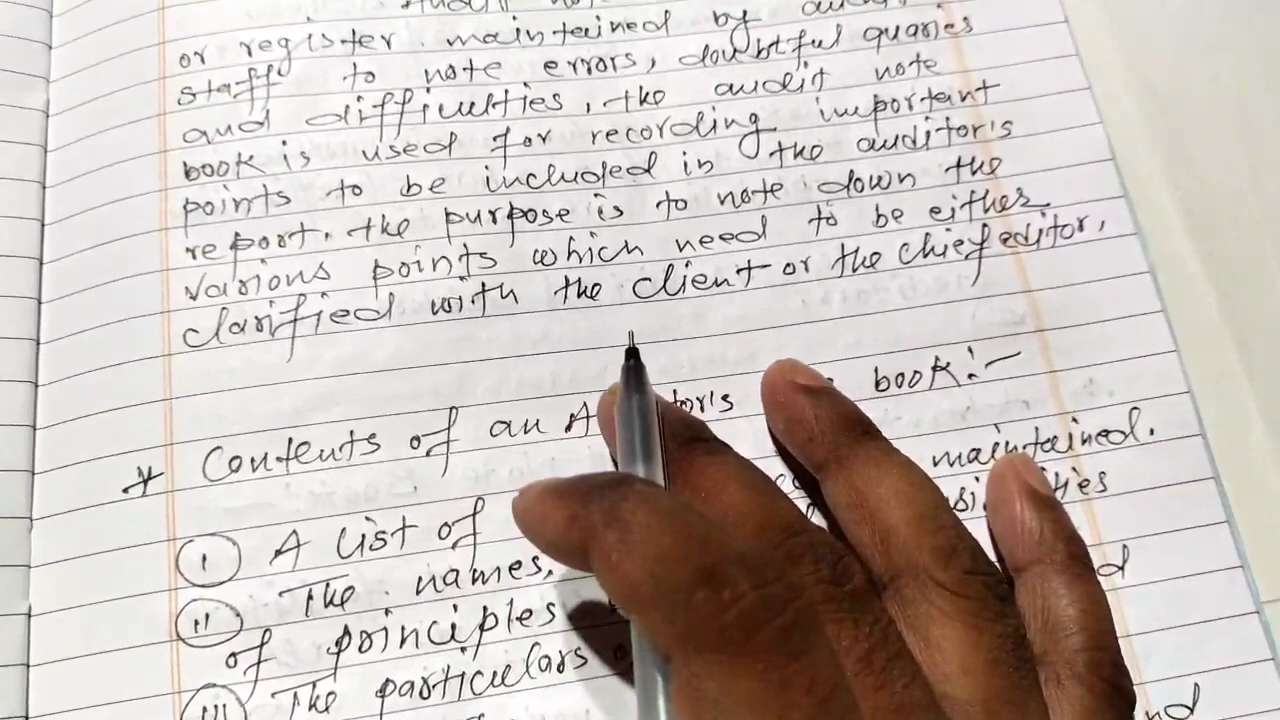 or register maintained by
staff to note errors, doubtful quaries
and difficulties, the audit note
book is used for recording important
points to be included in the auditor's
report. the purpose is to note down the
various points which need to be either
clarified with the client or the chief editor,
* Contents of an book:-
(i) A list of maintained.
(ii) The names,
of principles
(iii) The particulars